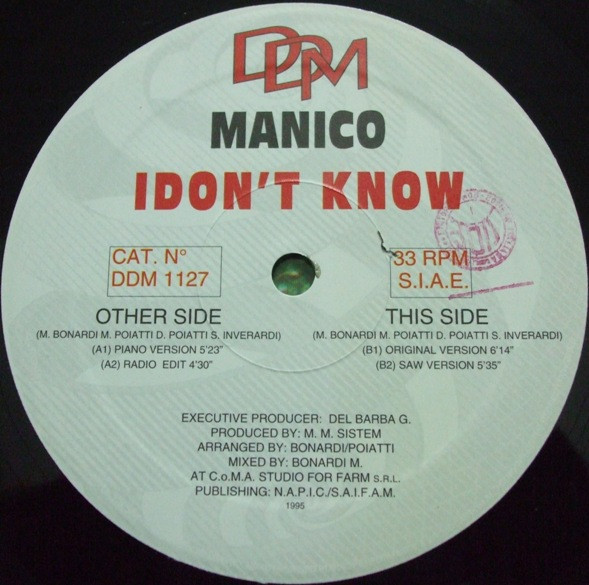 DDM
MANICO
I DON'T KNOW
CAT. N°
DDM 1127
33 RPM
S.I.A.E.
OTHER SIDE
(M. BONARDI M. POIATTI D. POIATTI S. INVERARDI)
(A1) PIANO VERSION 5'23"
(A2) RADIO EDIT 4'30"
THIS SIDE
(M. BONARDI M. POIATTI D. POIATTI S. INVERARDI)
(B1) ORIGINAL VERSION 6'14"
(B2) SAW VERSION 5'35"
EXECUTIVE PRODUCER: DEL BARBA G.
PRODUCED BY: M. M. SISTEM
ARRANGED BY: BONARDI/POIATTI
MIXED BY: BONARDI M.
AT C.o.M.A. STUDIO FOR FARM S.R.L.
PUBLISHING: N.A.P.I.C./S.A.I.F.A.M.
1995